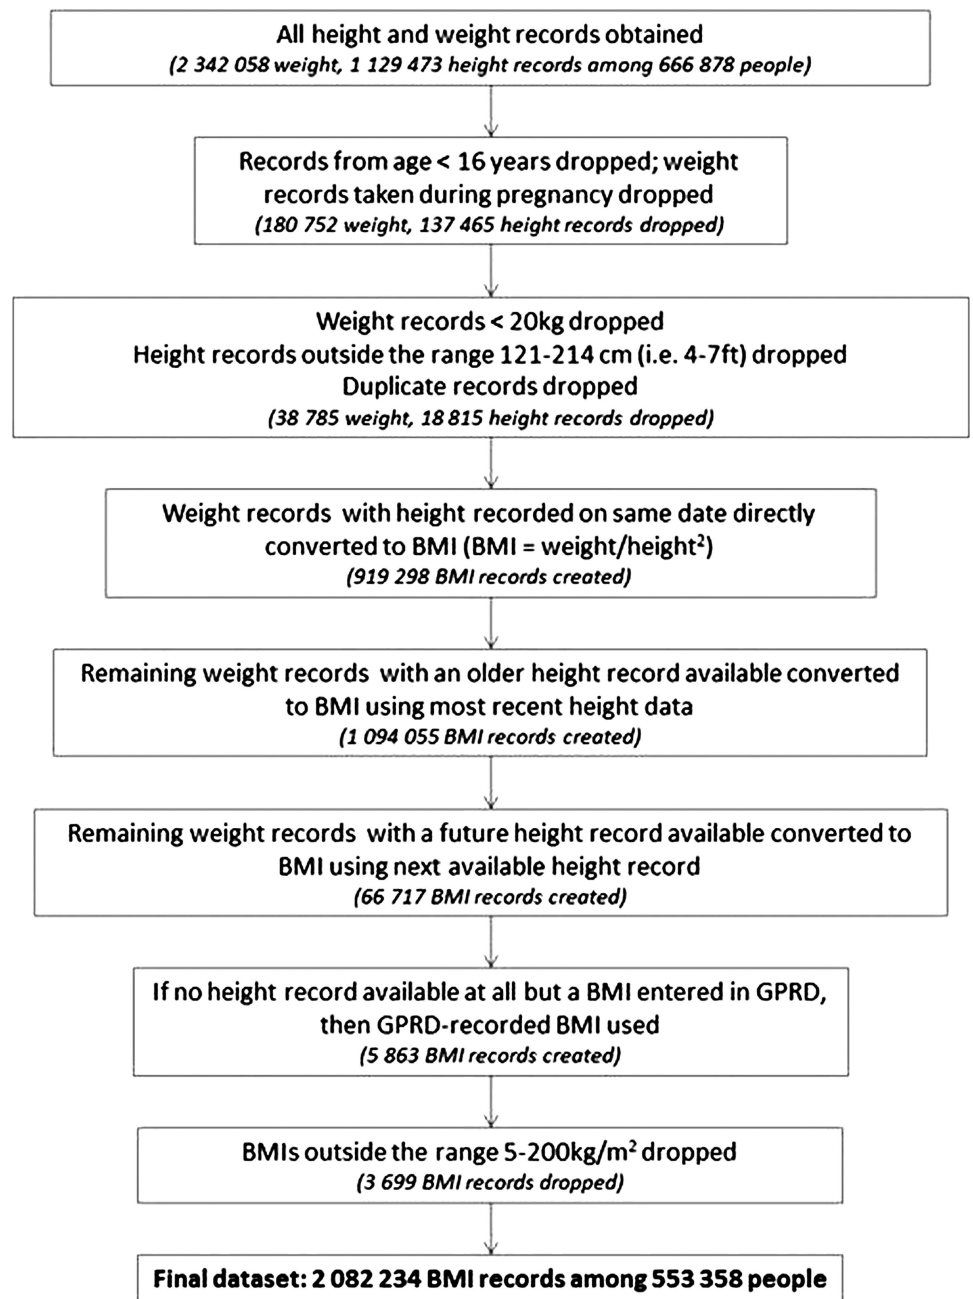 All height and weight records obtained
(2 342 058 weight, 1 129 473 height records among 666 878 people)
Records from age < 16 years dropped; weight
records taken during pregnancy dropped
(180 752 weight, 137 465 height records dropped)
Weight records < 20kg dropped
Height records outside the range 121-214 cm (i.e. 4-7ft) dropped
Duplicate records dropped
(38 785 weight, 18 815 height records dropped)
Weight records with height recorded on same date directly
converted to BMI (BMI = weight/height²)
(919 298 BMI records created)
Remaining weight records with an older height record available converted
to BMI using most recent height data
(1 094 055 BMI records created)
Remaining weight records with a future height record available converted to
BMI using next available height record
(66 717 BMI records created)
If no height record available at all but a BMI entered in GPRD,
then GPRD-recorded BMI used
(5 863 BMI records created)
BMIs outside the range 5-200kg/m² dropped
(3 699 BMI records dropped)
Final dataset: 2 082 234 BMI records among 553 358 people